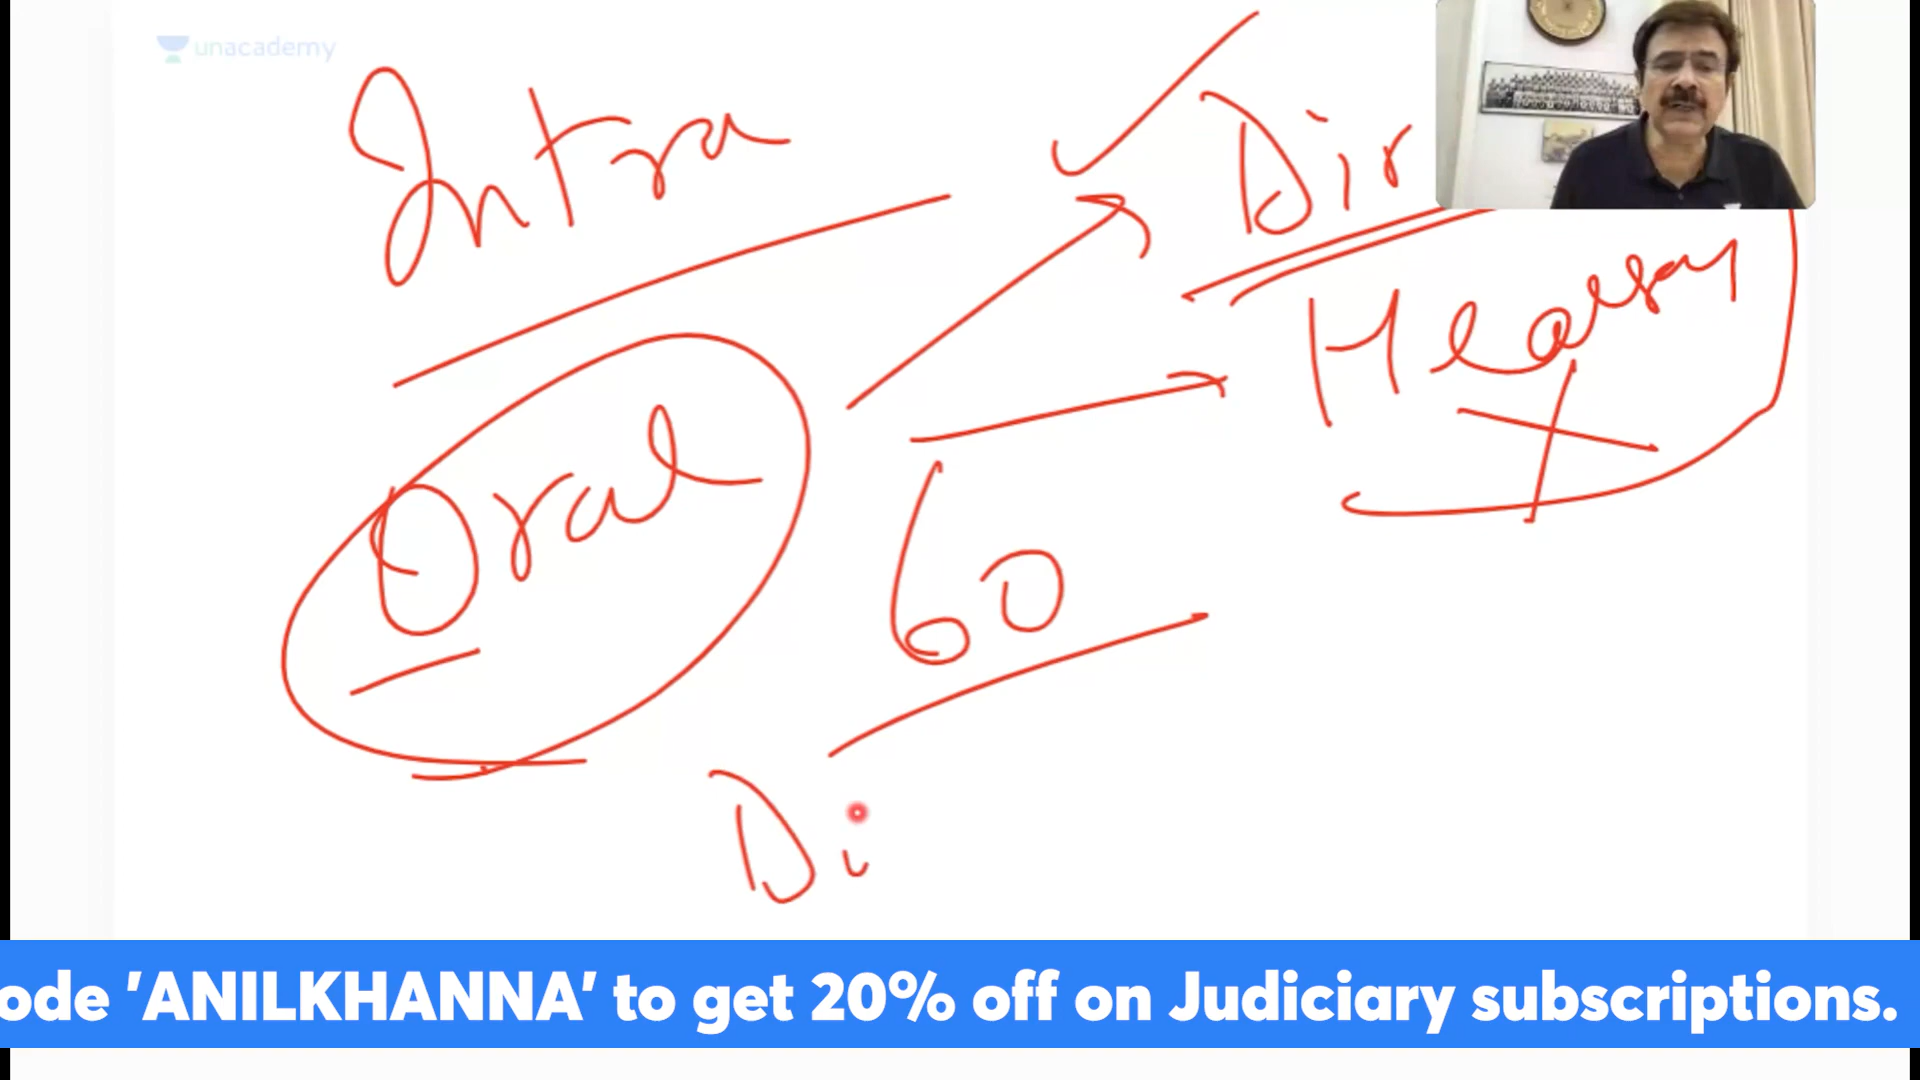 unacademy
Intra
Dir
Hearsay
Oral
60
Di
ode 'ANILKHANNA' to get 20% off on Judiciary subscriptions.